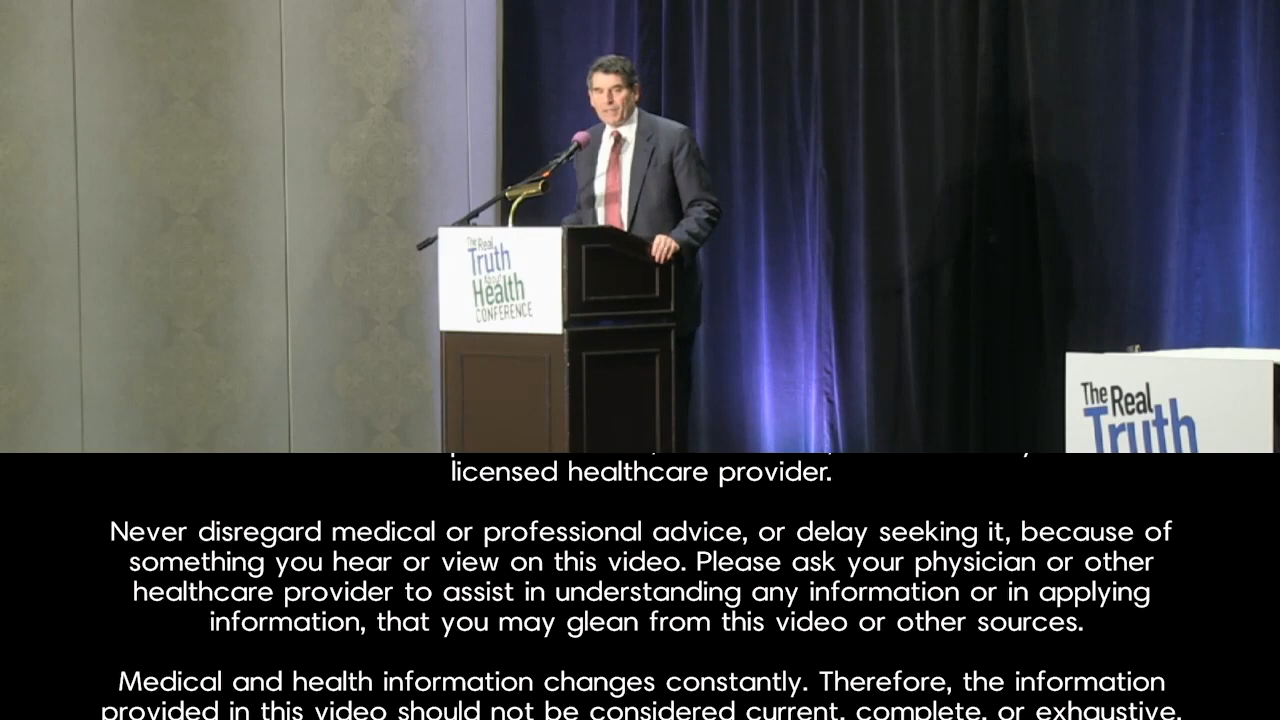 The Real
Truth
About
Health
CONFERENCE
The Real
Truth
licensed healthcare provider.
Never disregard medical or professional advice, or delay seeking it, because of
something you hear or view on this video. Please ask your physician or other
healthcare provider to assist in understanding any information or in applying
information, that you may glean from this video or other sources.
Medical and health information changes constantly. Therefore, the information
provided in this video should not be considered current, complete, or exhaustive,